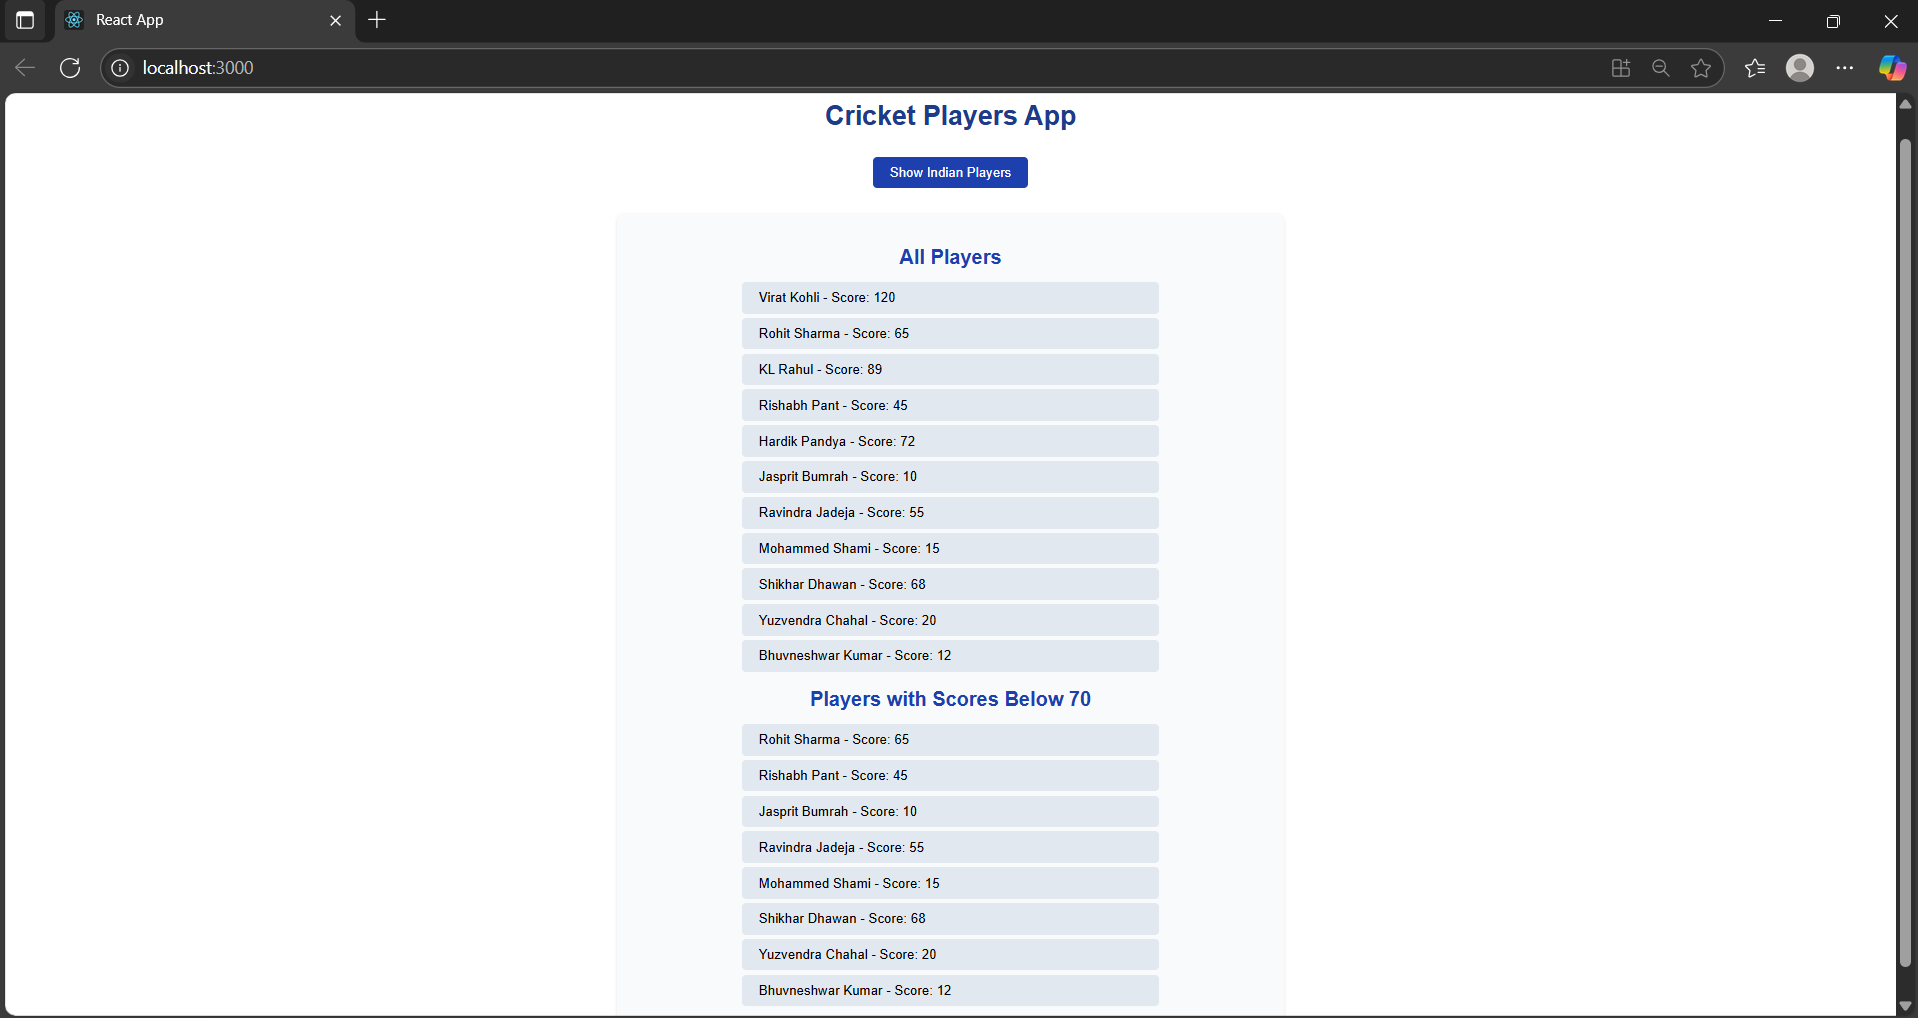 React App
localhost:3000
Cricket Players App
Show Indian Players
All Players
Virat Kohli - Score: 120
Rohit Sharma - Score: 65
KL Rahul - Score: 89
Rishabh Pant - Score: 45
Hardik Pandya - Score: 72
Jasprit Bumrah - Score: 10
Ravindra Jadeja - Score: 55
Mohammed Shami - Score: 15
Shikhar Dhawan - Score: 68
Yuzvendra Chahal - Score: 20
Bhuvneshwar Kumar - Score: 12
Players with Scores Below 70
Rohit Sharma - Score: 65
Rishabh Pant - Score: 45
Jasprit Bumrah - Score: 10
Ravindra Jadeja - Score: 55
Mohammed Shami - Score: 15
Shikhar Dhawan - Score: 68
Yuzvendra Chahal - Score: 20
Bhuvneshwar Kumar - Score: 12